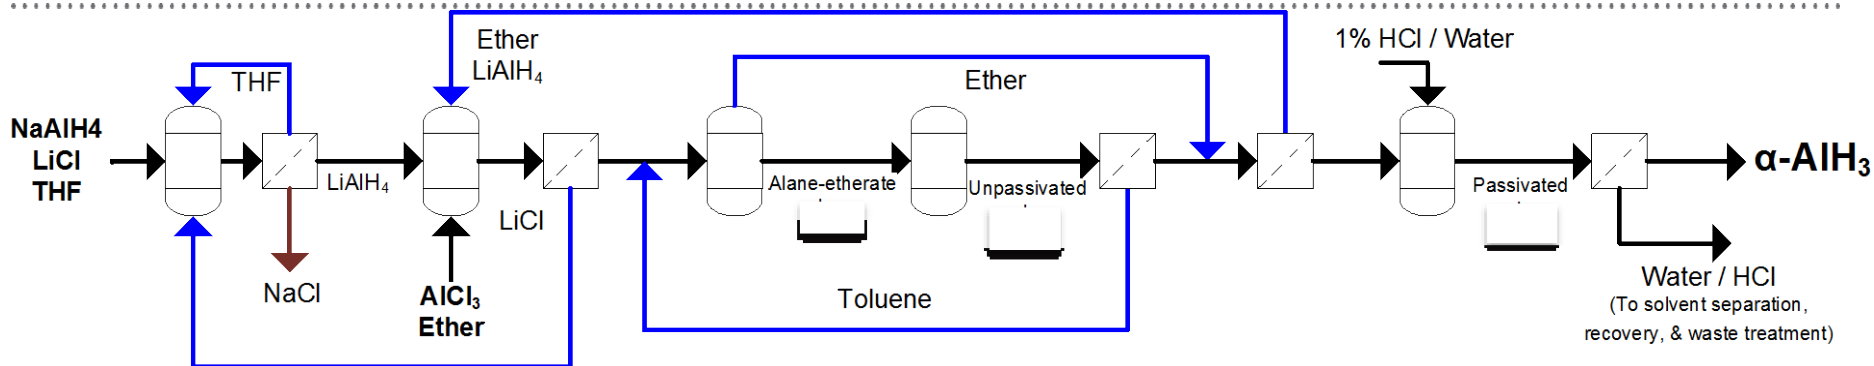 NaAlH4
LiCl
THF
THF
NaCl
LiAlH₄
Ether
LiAlH₄
AlCl₃
Ether
LiCl
Ether
Alane-etherate
Unpassivated
Toluene
1% HCl / Water
Passivated
α-AlH₃
Water / HCl
(To solvent separation,
recovery, & waste treatment)